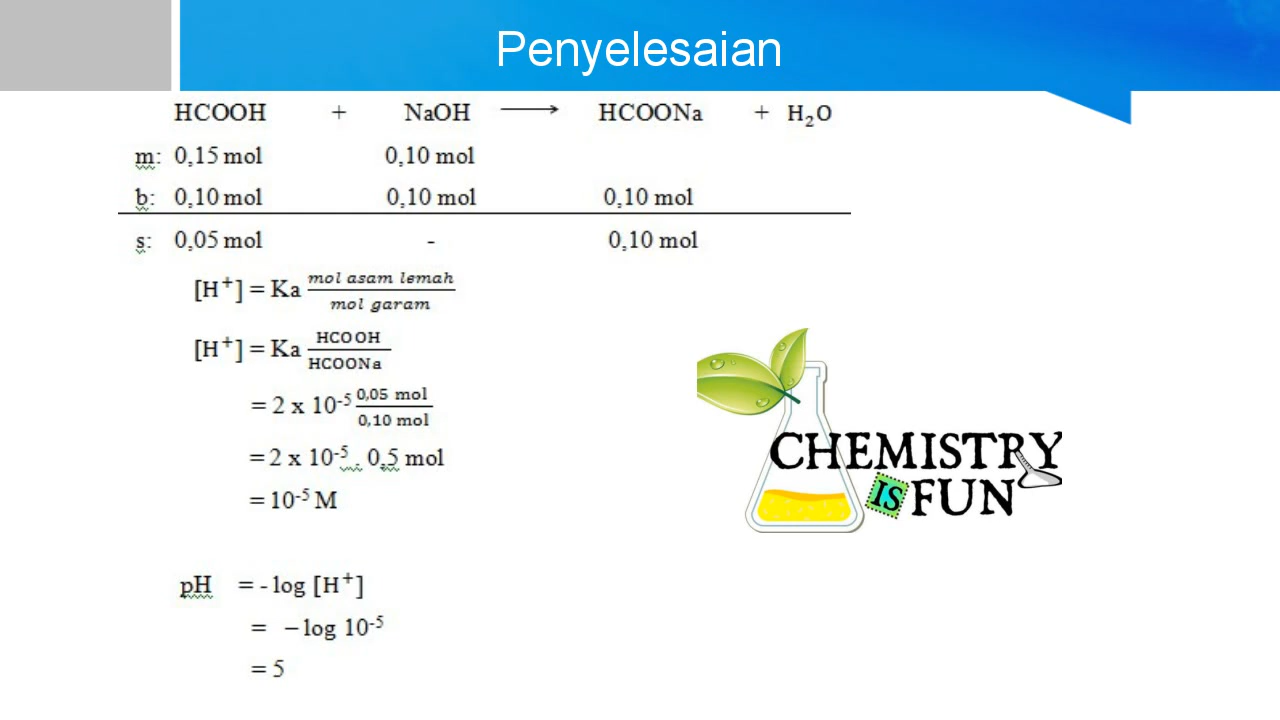 Penyelesaian
HCOOH + NaOH ⟶ HCOONa + H₂O
m: 0,15 mol 0,10 mol
b: 0,10 mol 0,10 mol 0,10 mol
s: 0,05 mol - 0,10 mol
[H⁺] = Ka mol asam lemah / mol garam
[H⁺] = Ka HCOOH / HCOONa
= 2 x 10⁻⁵ 0,05 mol / 0,10 mol
= 2 x 10⁻⁵ . 0,5 mol
= 10⁻⁵ M
CHEMISTRY
IS FUN
pH = - log [H⁺]
= – log 10⁻⁵
= 5